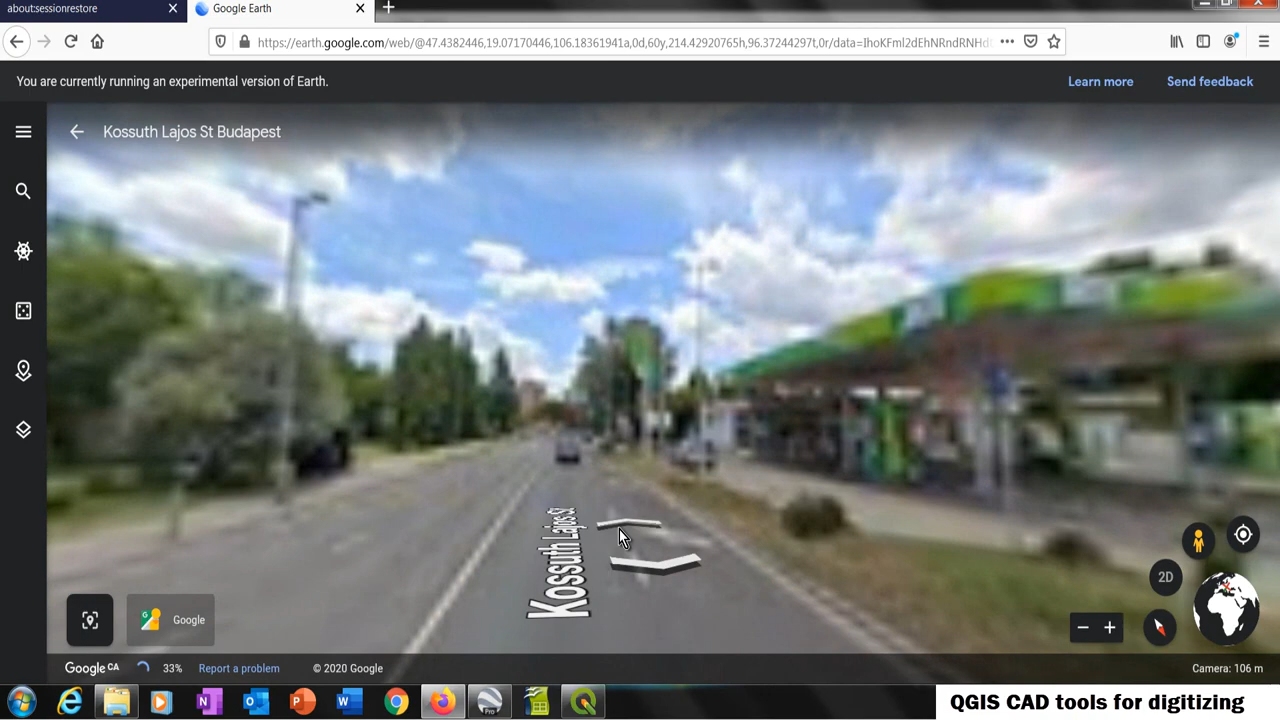 about:sessionrestore
Google Earth
https://earth.google.com/web/@47.4382446,19.07170446,106.18361941a,0d,60y,214.42920765h,96.37244297t,0r/data=IhoKFml2dEhNRndRNHd
You are currently running an experimental version of Earth.
Learn more
Send feedback
Kossuth Lajos St Budapest
Kossuth Lajos St
2D
Google
Google CA
33%
Report a problem
© 2020 Google
Camera: 106 m
Pro
QGIS CAD tools for digitizing